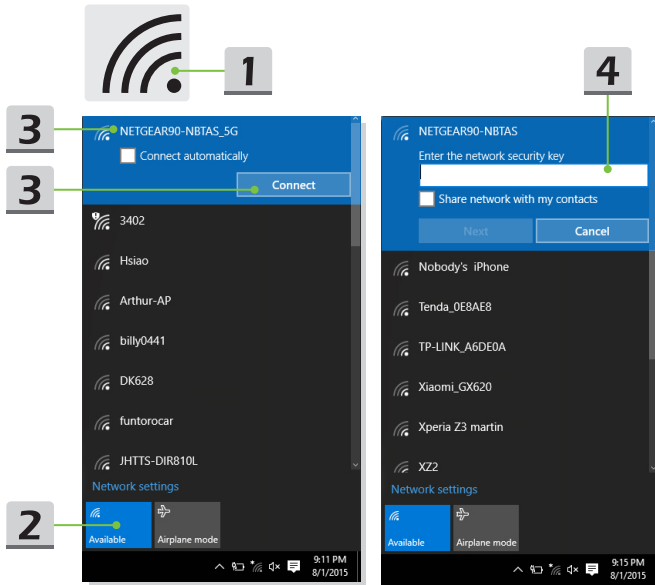 1
3
NETGEAR90-NBTAS_5G
Connect automatically
3
Connect
3402
Hsiao
Arthur-AP
billy0441
DK628
funtorocar
JHTTS-DIR810L
Network settings
2
Available
Airplane mode
9:11 PM
8/1/2015
4
NETGEAR90-NBTAS
Enter the network security key
Share network with my contacts
Next
Cancel
Nobody's iPhone
Tenda_0E8AE8
TP-LINK_A6DE0A
Xiaomi_GX620
Xperia Z3 martin
XZ2
Network settings
Available
Airplane mode
9:15 PM
8/1/2015